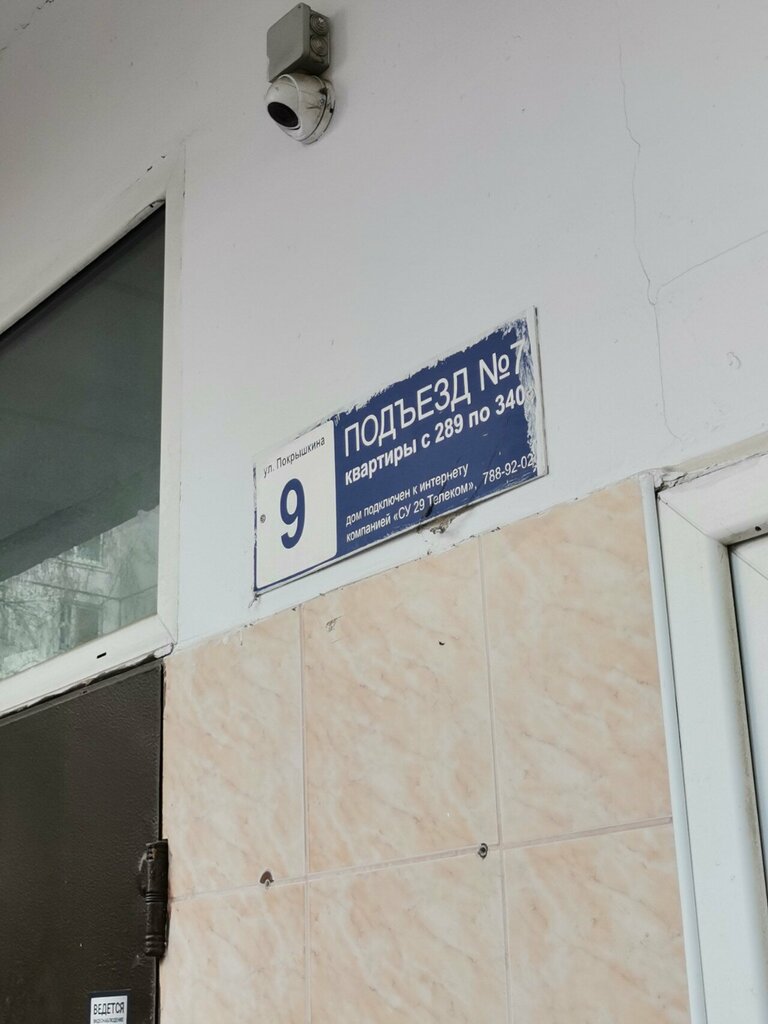 ул. Покрышкина
9
ПОДЪЕЗД №7
квартиры с 289 по 340
дом подключен к интернету
компанией «СУ 29 Телеком», 788-92-02
ВЕДЕТСЯ
ВИДЕОНАБЛЮДЕНИЕ